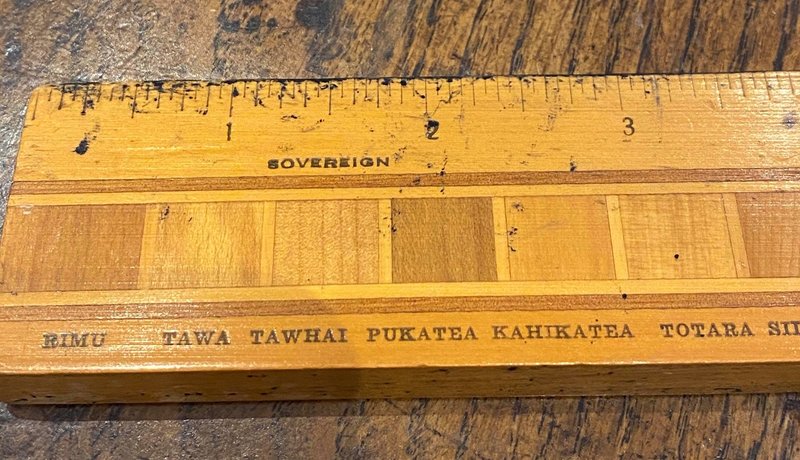 1 2 3
SOVEREIGN
RIMU TAWA TAWHAI PUKATEA KAHIKATEA TOTARA